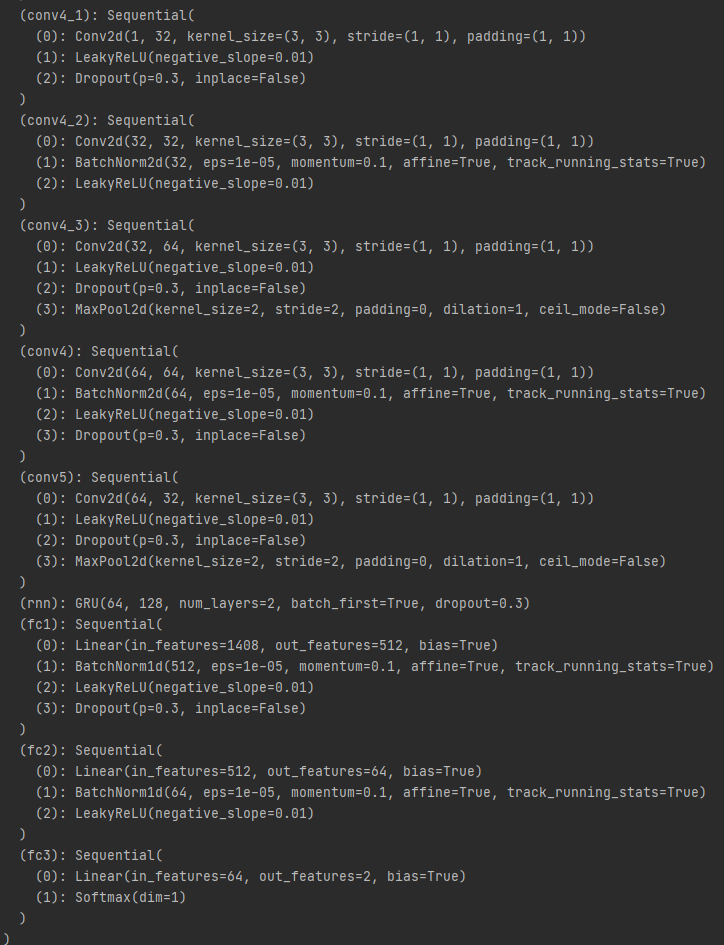 (conv4_1): Sequential(
(0): Conv2d(1, 32, kernel_size=(3, 3), stride=(1, 1), padding=(1, 1))
(1): LeakyReLU(negative_slope=0.01)
(2): Dropout(p=0.3, inplace=False)
)
(conv4_2): Sequential(
(0): Conv2d(32, 32, kernel_size=(3, 3), stride=(1, 1), padding=(1, 1))
(1): BatchNorm2d(32, eps=1e-05, momentum=0.1, affine=True, track_running_stats=True)
(2): LeakyReLU(negative_slope=0.01)
)
(conv4_3): Sequential(
(0): Conv2d(32, 64, kernel_size=(3, 3), stride=(1, 1), padding=(1, 1))
(1): LeakyReLU(negative_slope=0.01)
(2): Dropout(p=0.3, inplace=False)
(3): MaxPool2d(kernel_size=2, stride=2, padding=0, dilation=1, ceil_mode=False)
)
(conv4): Sequential(
(0): Conv2d(64, 64, kernel_size=(3, 3), stride=(1, 1), padding=(1, 1))
(1): BatchNorm2d(64, eps=1e-05, momentum=0.1, affine=True, track_running_stats=True)
(2): LeakyReLU(negative_slope=0.01)
(3): Dropout(p=0.3, inplace=False)
)
(conv5): Sequential(
(0): Conv2d(64, 32, kernel_size=(3, 3), stride=(1, 1), padding=(1, 1))
(1): LeakyReLU(negative_slope=0.01)
(2): Dropout(p=0.3, inplace=False)
(3): MaxPool2d(kernel_size=2, stride=2, padding=0, dilation=1, ceil_mode=False)
)
(rnn): GRU(64, 128, num_layers=2, batch_first=True, dropout=0.3)
(fc1): Sequential(
(0): Linear(in_features=1408, out_features=512, bias=True)
(1): BatchNorm1d(512, eps=1e-05, momentum=0.1, affine=True, track_running_stats=True)
(2): LeakyReLU(negative_slope=0.01)
(3): Dropout(p=0.3, inplace=False)
)
(fc2): Sequential(
(0): Linear(in_features=512, out_features=64, bias=True)
(1): BatchNorm1d(64, eps=1e-05, momentum=0.1, affine=True, track_running_stats=True)
(2): LeakyReLU(negative_slope=0.01)
)
(fc3): Sequential(
(0): Linear(in_features=64, out_features=2, bias=True)
(1): Softmax(dim=1)
)
)